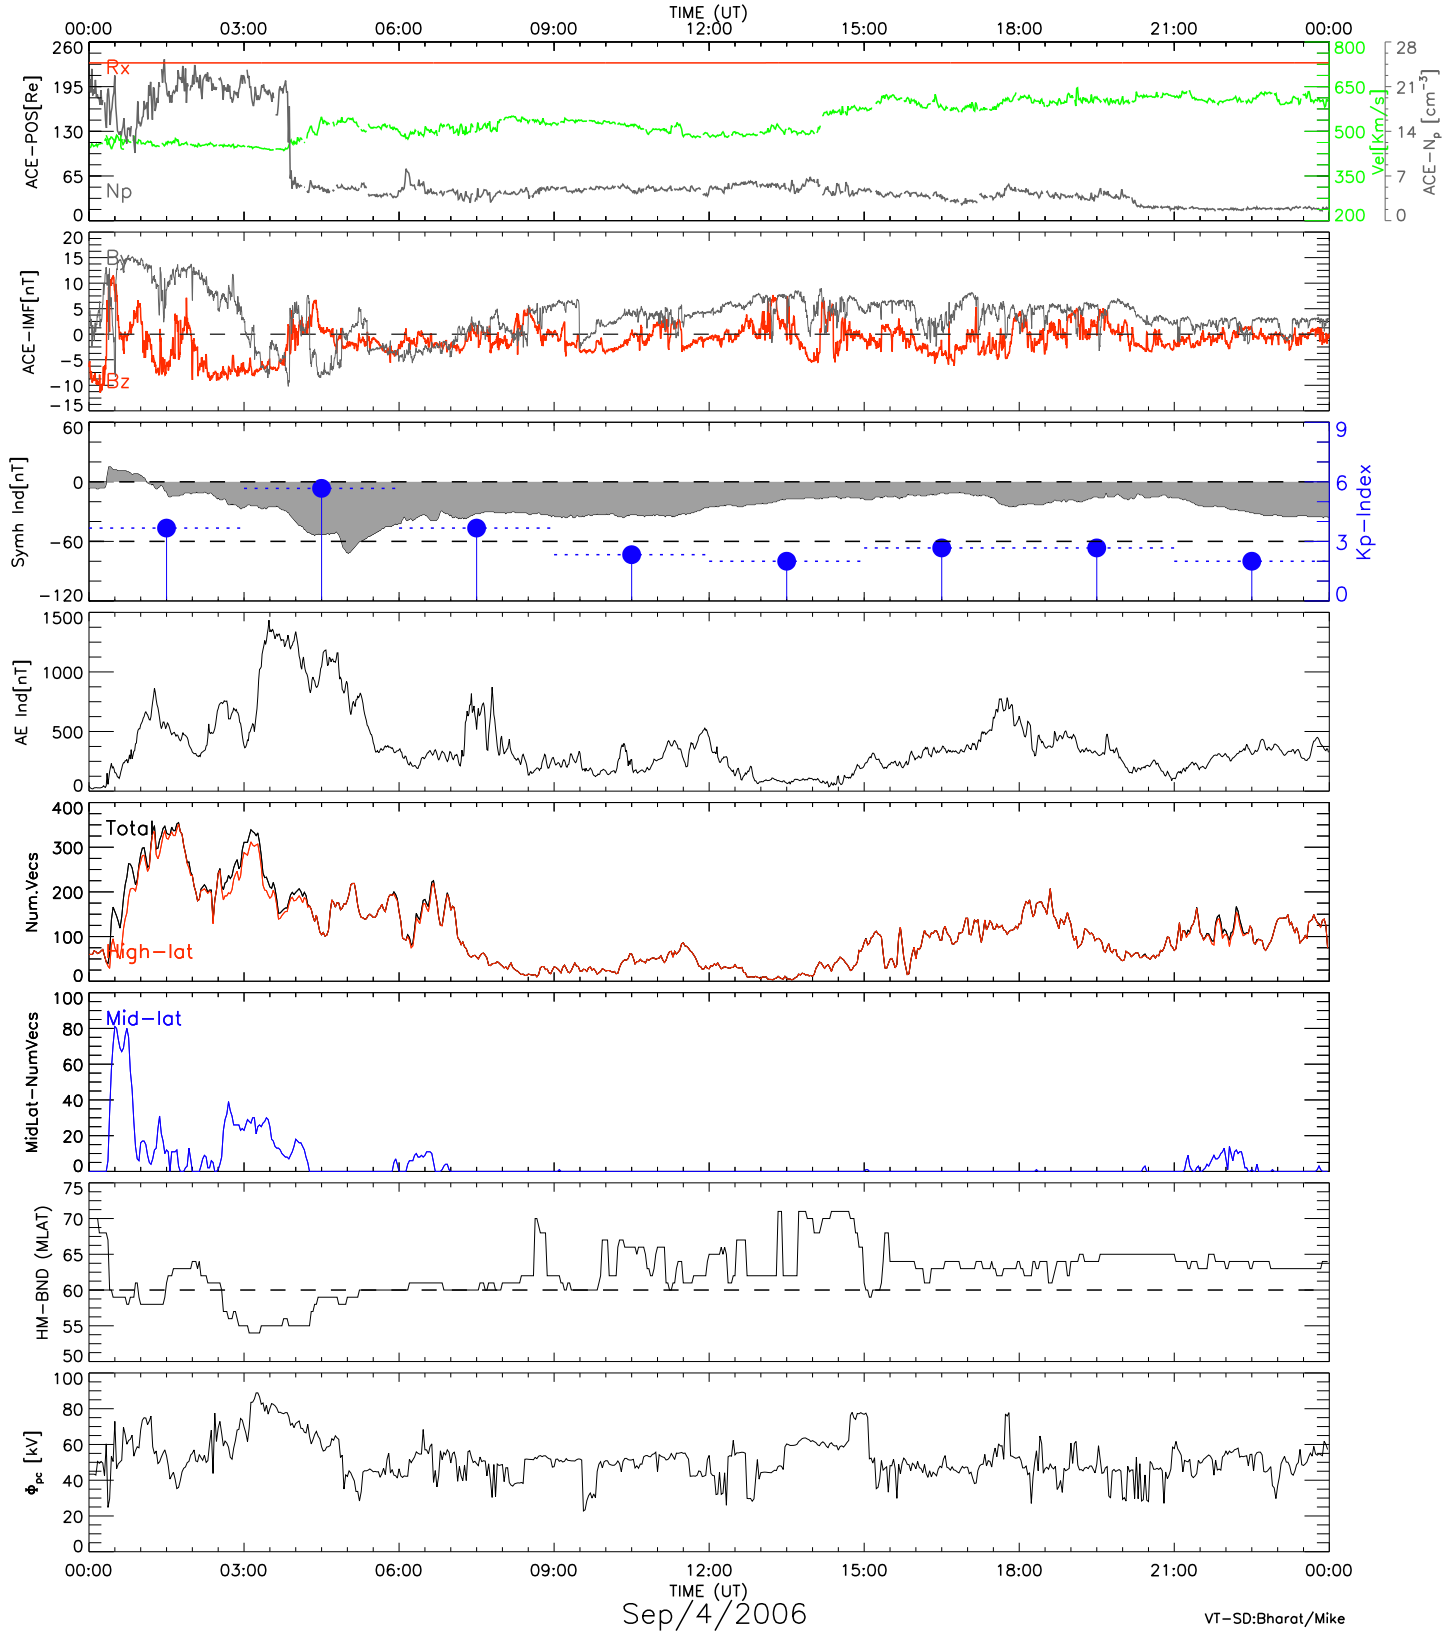 TIME (UT)
00:00 03:00 06:00 09:00 12:00 15:00 18:00 21:00 00:00
260 195 130 65 0
ACE-POS[Re]
Rx
Np
800 650 500 350 200
Vel[Km/s]
28 21 14 7 0
ACE-Np [cm⁻³]
20 15 10 5 0 -5 -10 -15
ACE-IMF[nT]
By
Bz
60 0 -60 -120
Symh Ind[nT]
9 6 3 0
Kp-Index
1500 1000 500 0
AE Ind[nT]
400 300 200 100 0
Num.Vecs
Total
High-lat
100 80 60 40 20 0
MidLat-NumVecs
Mid-lat
75 70 65 60 55 50
HM-BND (MLAT)
100 80 60 40 20 0
Φpc [kV]
00:00 03:00 06:00 09:00 12:00 15:00 18:00 21:00 00:00
TIME (UT)
Sep/4/2006
VT-SD:Bharat/Mike